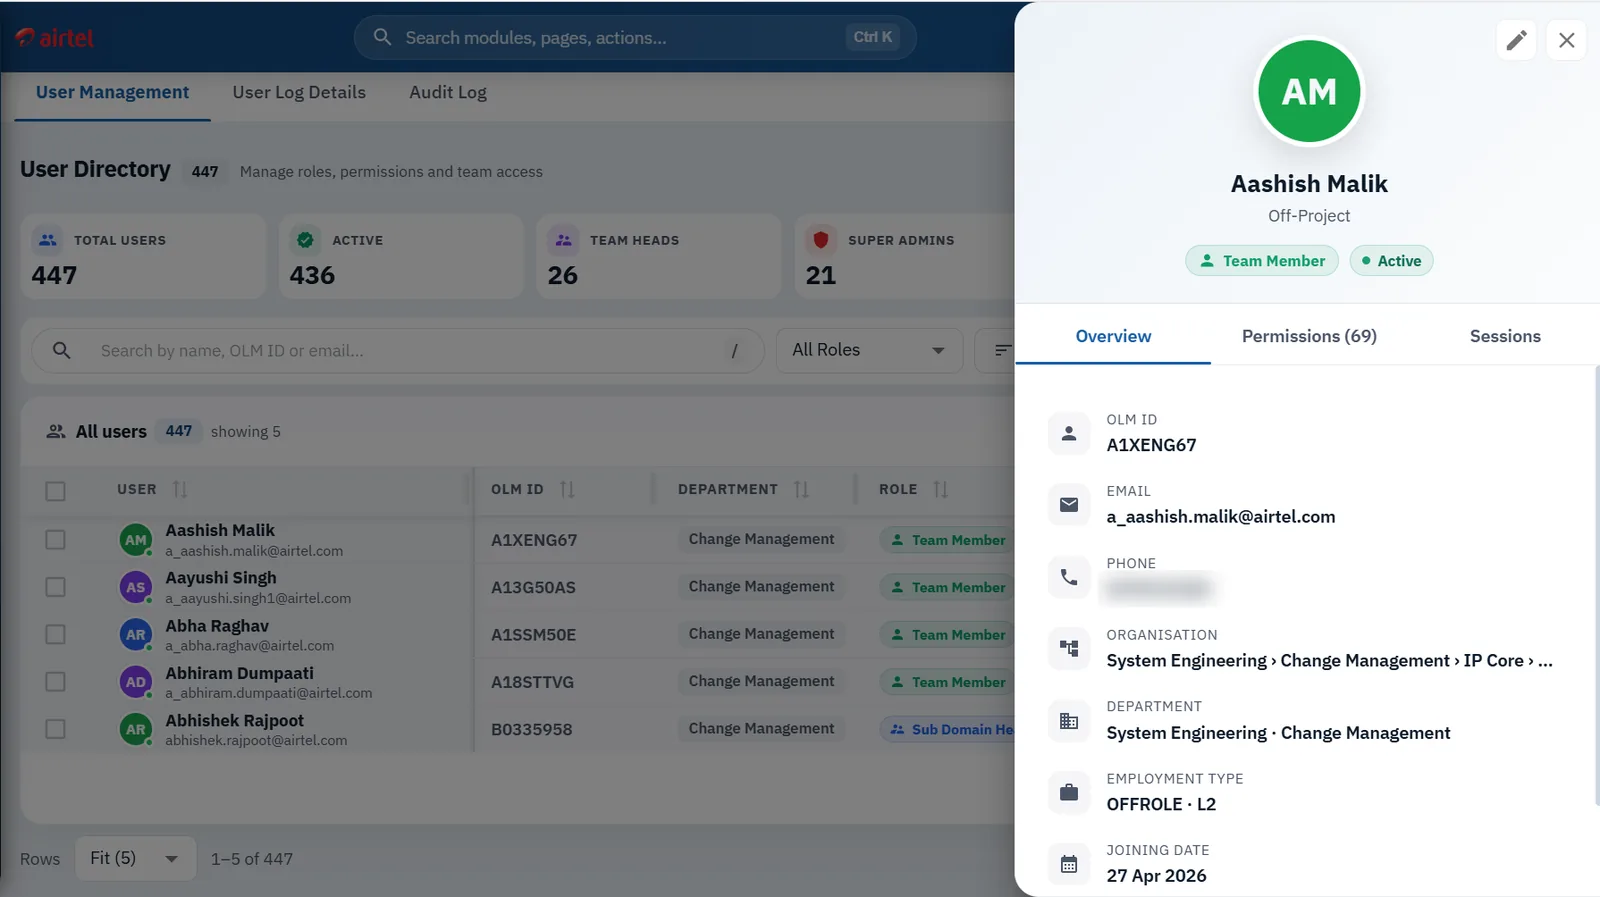 airtel
Search modules, pages, actions...
Ctrl K
User Management
User Log Details
Audit Log
User Directory 447 Manage roles, permissions and team access
TOTAL USERS
447
ACTIVE
436
TEAM HEADS
26
SUPER ADMINS
21
Search by name, OLM ID or email... /
All Roles
All users 447 showing 5
USER OLM ID DEPARTMENT ROLE
AM Aashish Malik
a_aashish.malik@airtel.com
A1XENG67 Change Management Team Member
AS Aayushi Singh
a_aayushi.singh1@airtel.com
A13G50AS Change Management Team Member
AR Abha Raghav
a_abha.raghav@airtel.com
A1SSM50E Change Management Team Member
AD Abhiram Dumpaati
a_abhiram.dumpaati@airtel.com
A18STTVG Change Management Team Member
AR Abhishek Rajpoot
abhishek.rajpoot@airtel.com
B0335958 Change Management Sub Domain He
Rows Fit (5) 1–5 of 447
AM
Aashish Malik
Off-Project
Team Member
Active
Overview
Permissions (69)
Sessions
OLM ID
A1XENG67
EMAIL
a_aashish.malik@airtel.com
PHONE
ORGANISATION
System Engineering › Change Management › IP Core › ...
DEPARTMENT
System Engineering · Change Management
EMPLOYMENT TYPE
OFFROLE · L2
JOINING DATE
27 Apr 2026